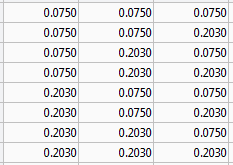 0.0750 0.0750 0.0750
0.0750 0.0750 0.2030
0.0750 0.2030 0.0750
0.0750 0.2030 0.2030
0.2030 0.0750 0.0750
0.2030 0.0750 0.2030
0.2030 0.2030 0.0750
0.2030 0.2030 0.2030